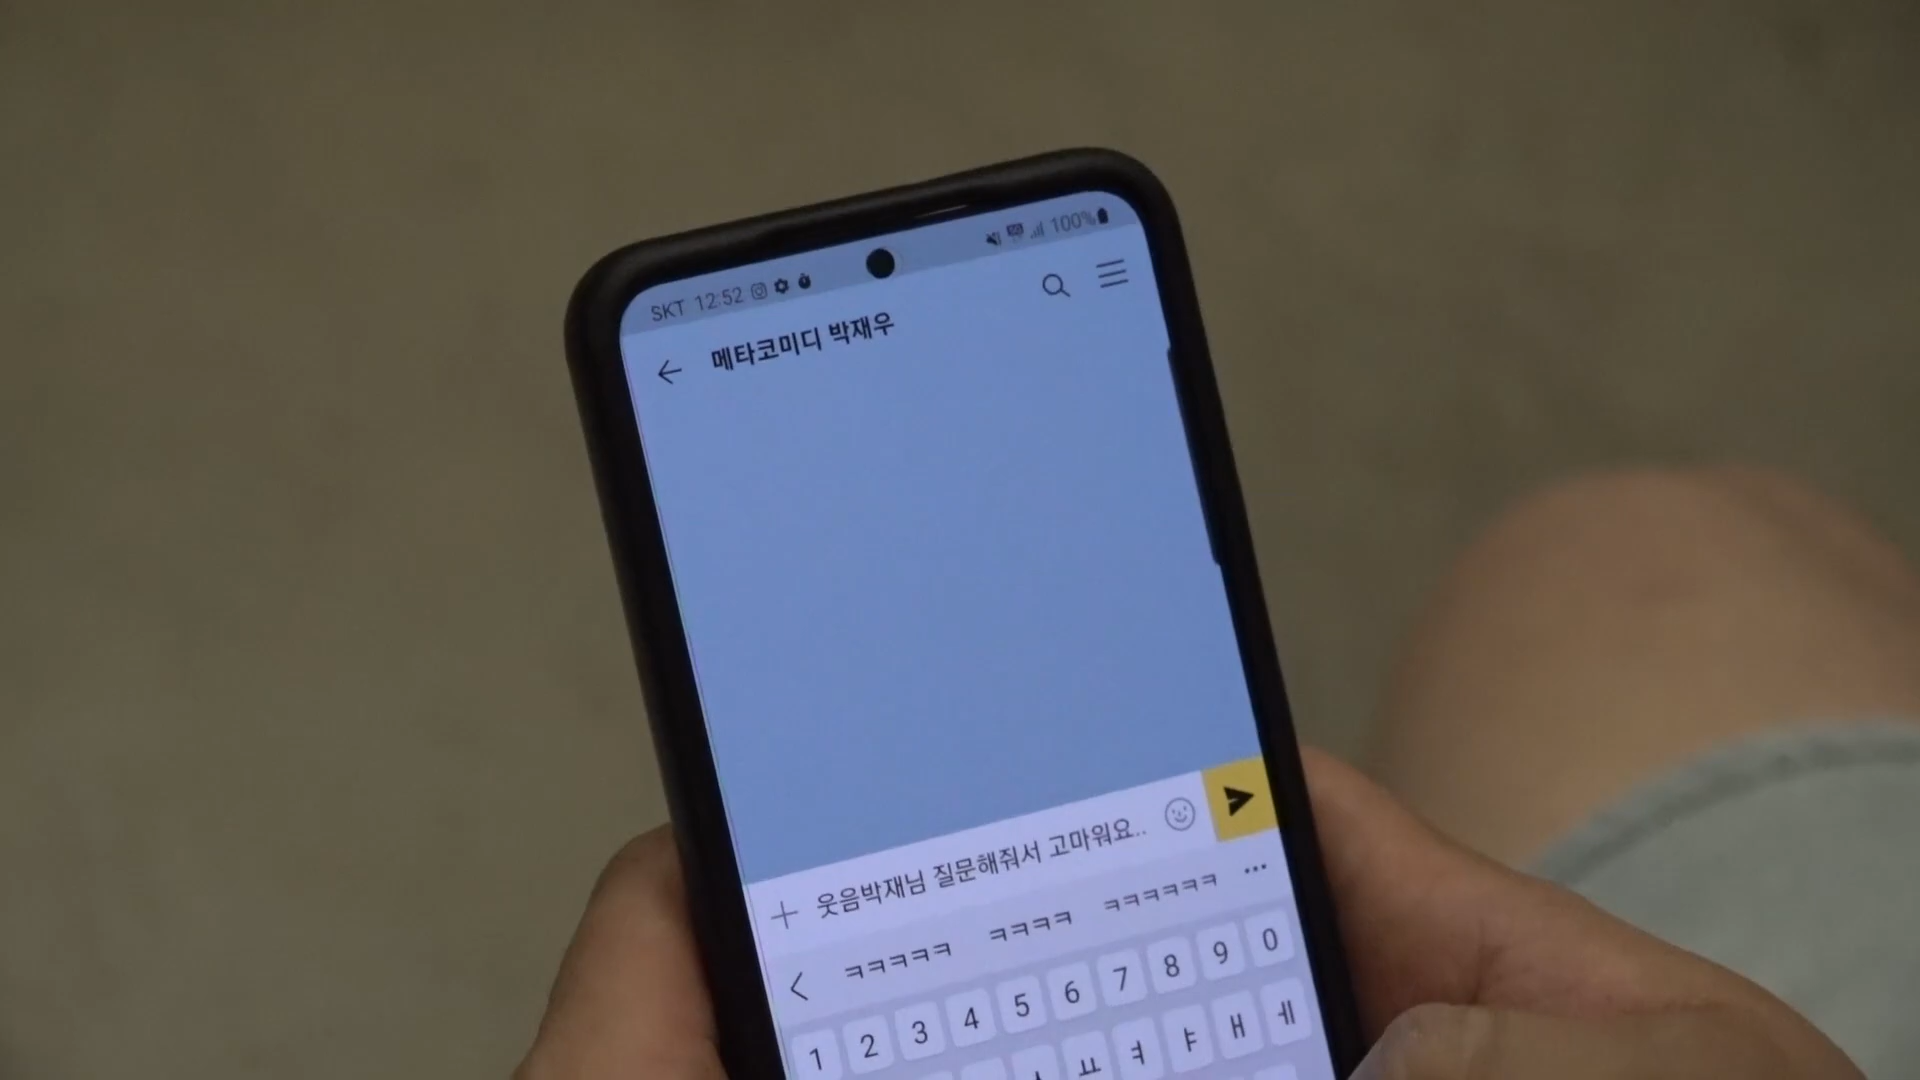 SKT 12:52
100%
메타코미디 박재우
웃음박재님 질문해줘서 고마워요..
ㅋㅋㅋㅋㅋ ㅋㅋㅋㅋ ㅋㅋㅋㅋㅋㅋ
1 2 3 4 5 6 7 8 9 0
ㅛ ㅕ ㅑ ㅐ ㅔ